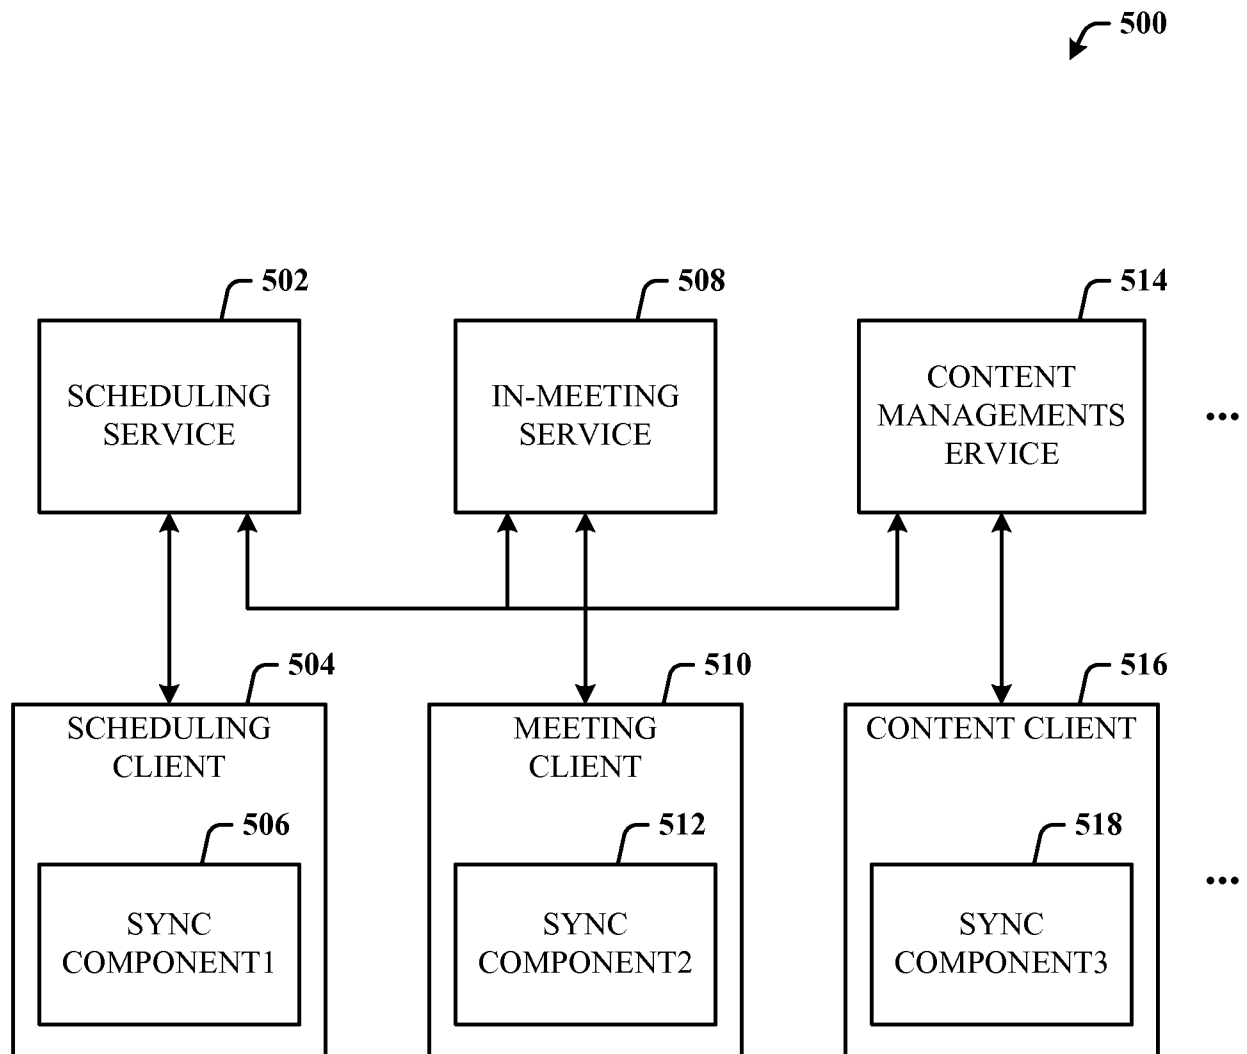 500
502
508
514
SCHEDULING
SERVICE
IN-MEETING
SERVICE
CONTENT
MANAGEMENTS
ERVICE
...
504
510
516
SCHEDULING
CLIENT
MEETING
CLIENT
CONTENT CLIENT
506
512
518
SYNC
COMPONENT1
SYNC
COMPONENT2
SYNC
COMPONENT3
...